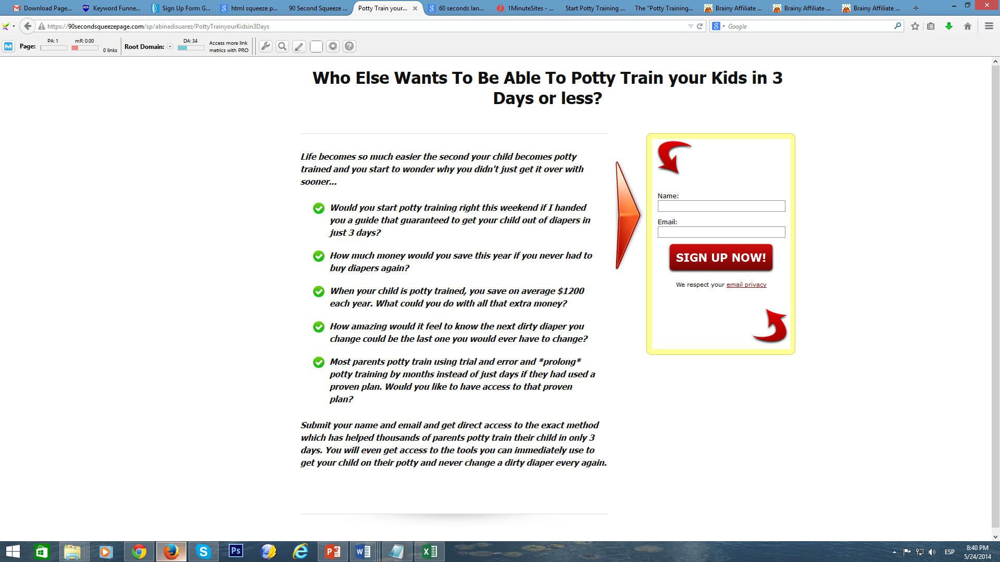 Download Page...
Keyword Funne...
Sign Up Form G...
html squeeze p...
90 Second Squeeze ...
Potty Train your...
60 seconds lan...
1MinuteSites - ...
Start Potty Training ...
The “Potty Training...
Brainy Affiliate ...
Brainy Affiliate ...
Brainy Affiliate ...
https://90secondsqueezepage.com/sp/abinadisuarez/PottyTrainyourKidsin3Days
Google
Page:
PA: 1
mR: 0.00
0 links
Root Domain:
DA: 34
Access more link
metrics with PRO
Who Else Wants To Be Able To Potty Train your Kids in 3
Days or less?
Life becomes so much easier the second your child becomes potty
trained and you start to wonder why you didn't just get it over with
sooner...
Would you start potty training right this weekend if I handed
you a guide that guaranteed to get your child out of diapers in
just 3 days?
How much money would you save this year if you never had to
buy diapers again?
When your child is potty trained, you save on average $1200
each year. What could you do with all that extra money?
How amazing would it feel to know the next dirty diaper you
change could be the last one you would ever have to change?
Most parents potty train using trial and error and *prolong*
potty training by months instead of just days if they had used a
proven plan. Would you like to have access to that proven
plan?
Submit your name and email and get direct access to the exact method
which has helped thousands of parents potty train their child in only 3
days. You will even get access to the tools you can immediately use to
get your child on their potty and never change a dirty diaper every again.
Name:
Email:
SIGN UP NOW!
We respect your email privacy
Ps
ESP
8:40 PM
5/24/2014